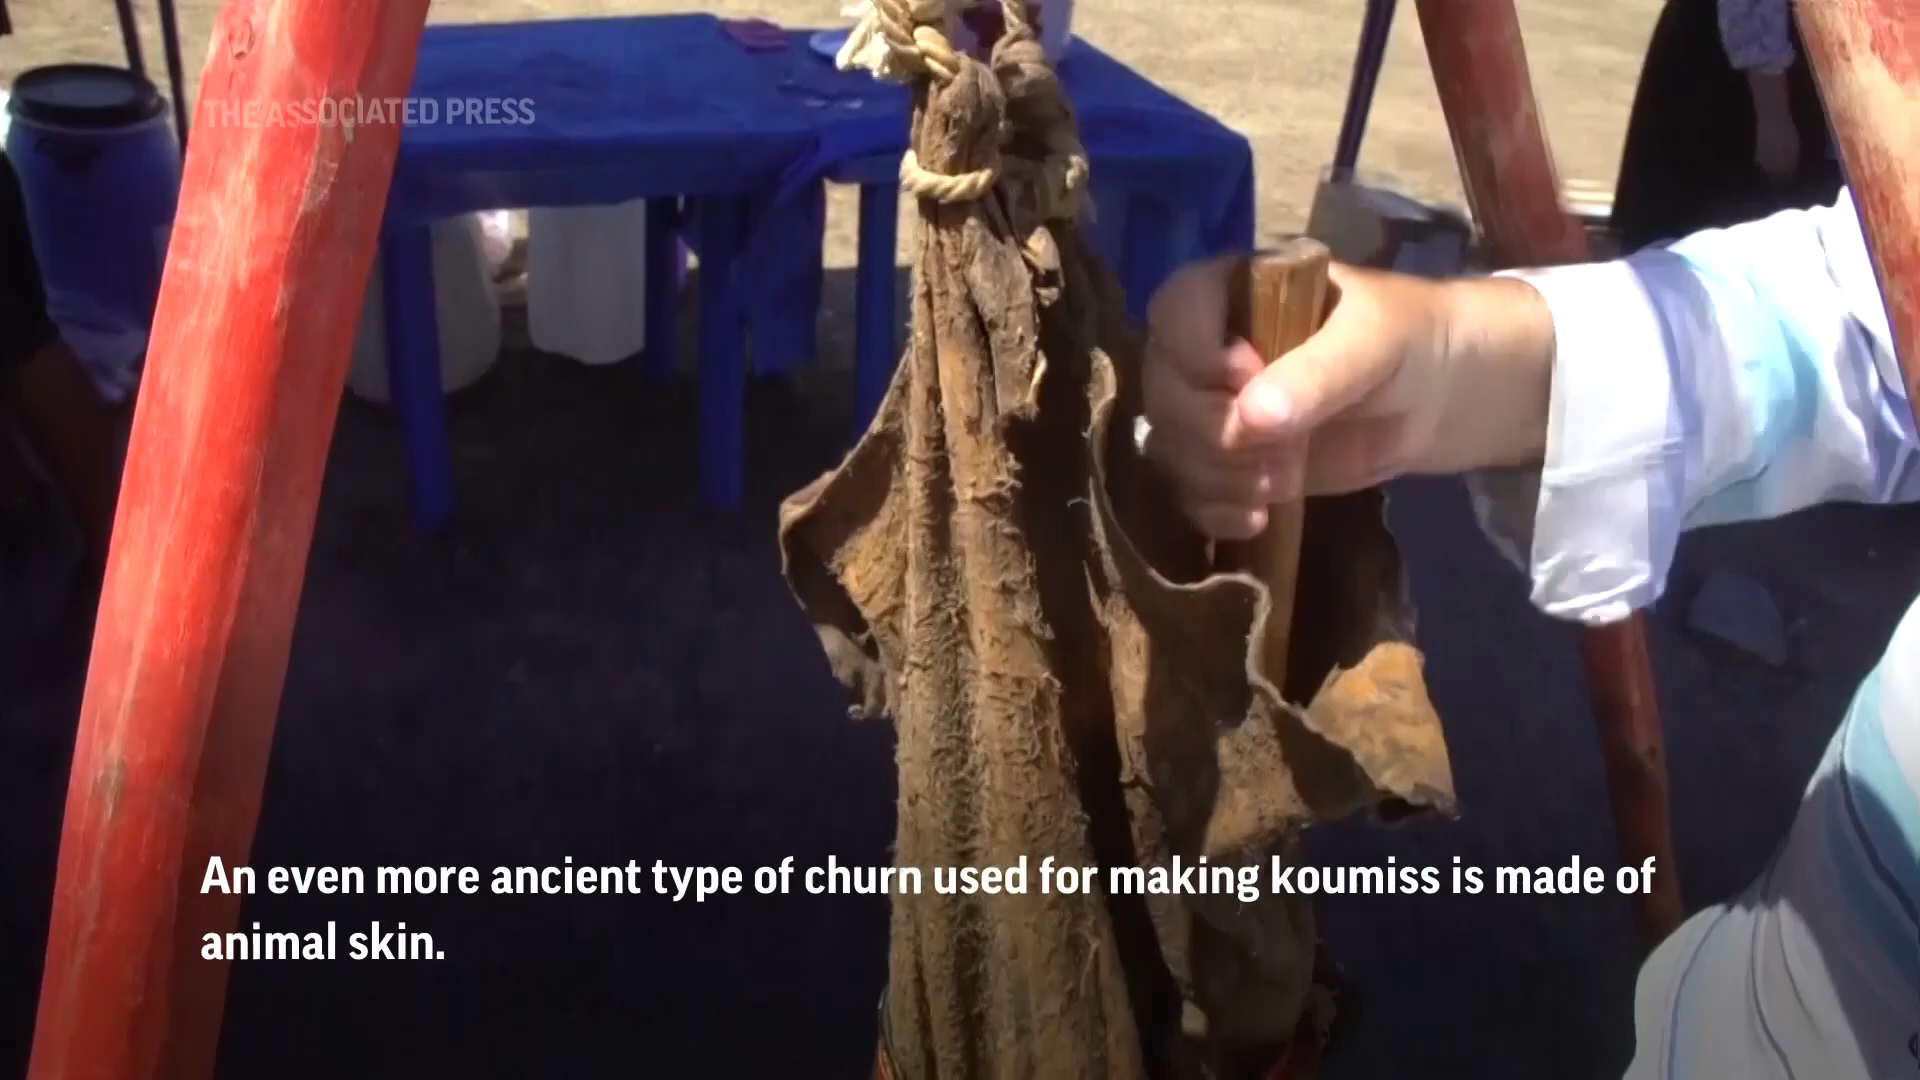 THE ASSOCIATED PRESS
An even more ancient type of churn used for making koumiss is made of
animal skin.